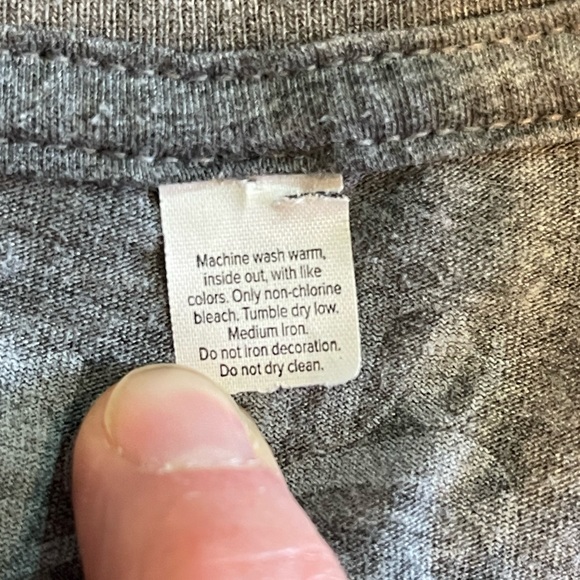 Machine wash warm,
inside out, with like
colors. Only non-chlorine
bleach. Tumble dry low.
Medium Iron.
Do not iron decoration.
Do not dry clean.